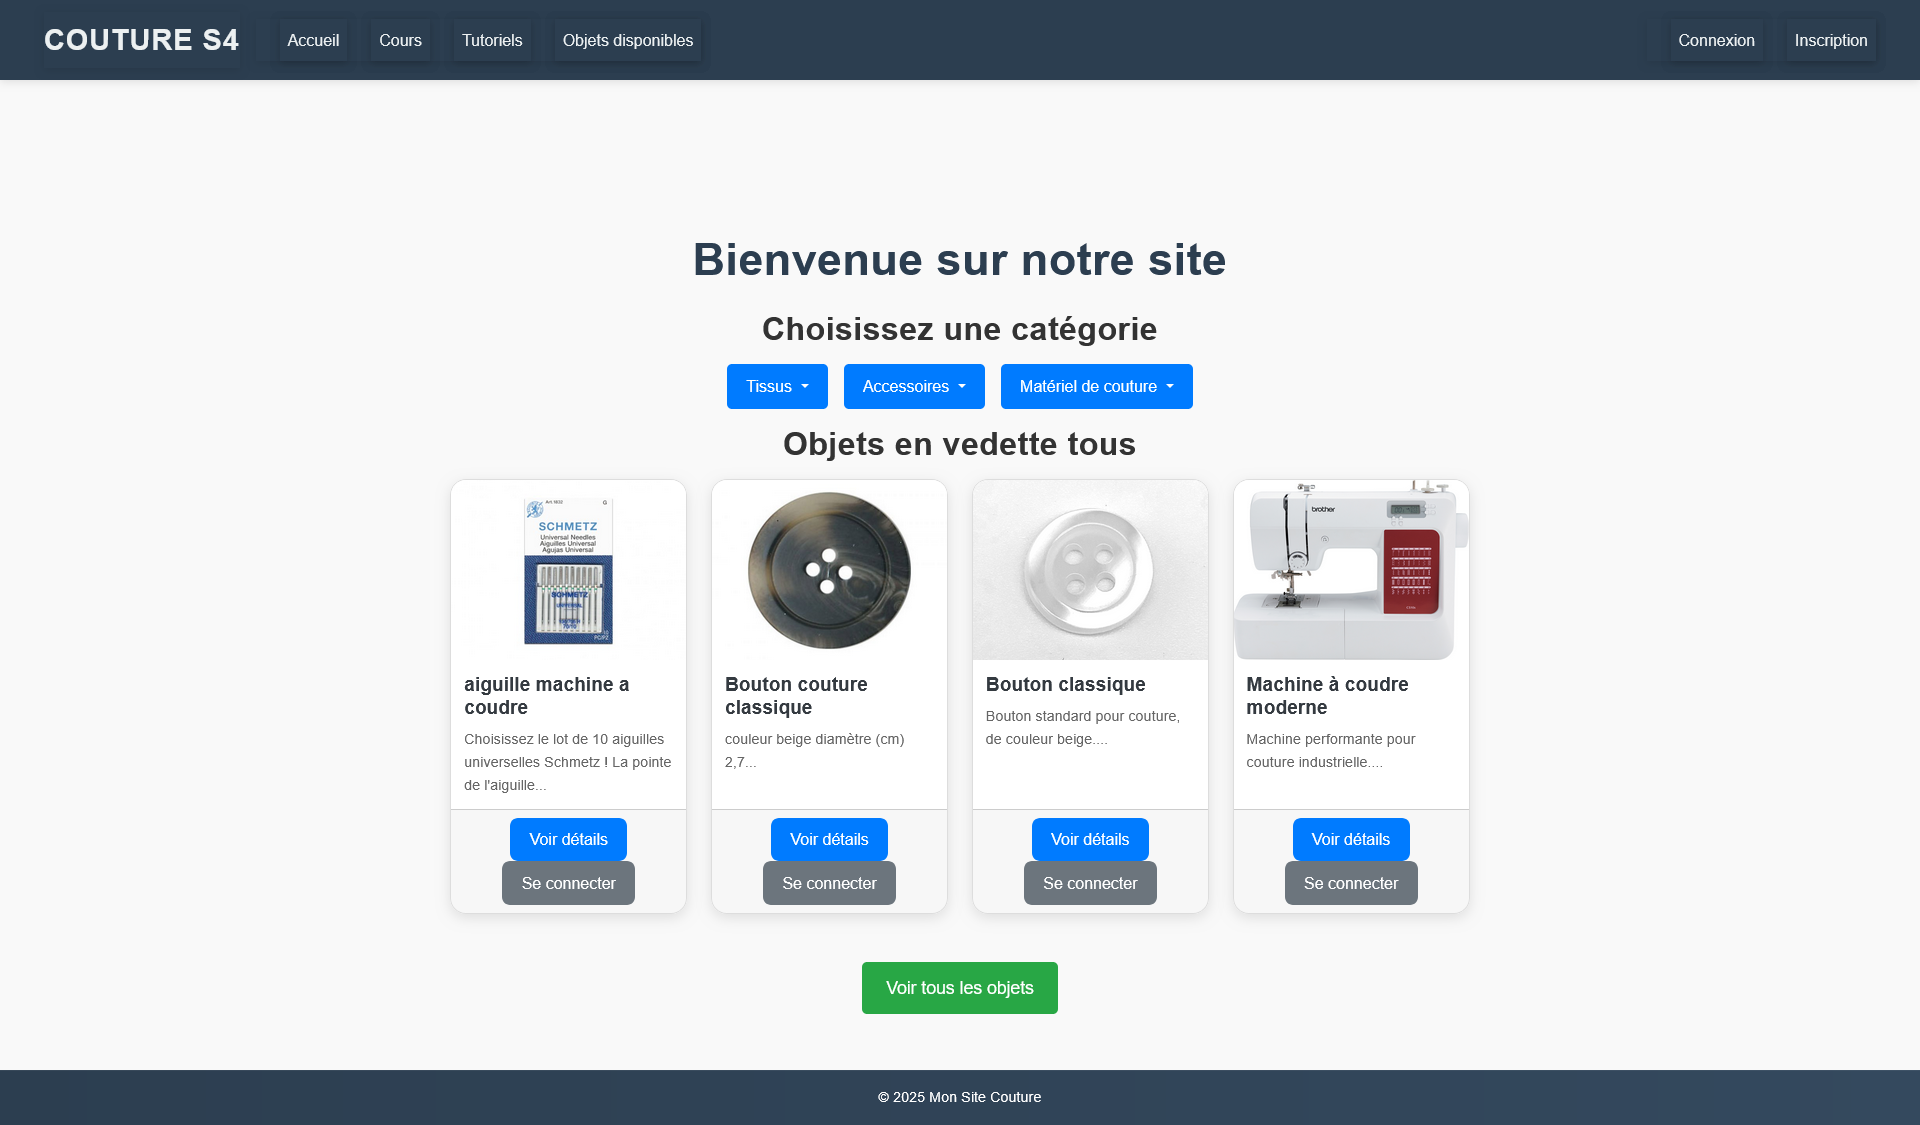 COUTURE S4
Accueil
Cours
Tutoriels
Objets disponibles
Connexion
Inscription
Bienvenue sur notre site
Choisissez une catégorie
Tissus
Accessoires
Matériel de couture
Objets en vedette tous
Art. 1832
G
SCHMETZ
Universal Needles
Aiguilles Universal
Agujas Universal
SCHMETZ
UNIVERSAL
brother
aiguille machine a
coudre
Choisissez le lot de 10 aiguilles
universelles Schmetz ! La pointe
de l'aiguille...
Voir détails
Se connecter
Bouton couture
classique
couleur beige diamètre (cm)
2,7...
Voir détails
Se connecter
Bouton classique
Bouton standard pour couture,
de couleur beige....
Voir détails
Se connecter
Machine à coudre
moderne
Machine performante pour
couture industrielle....
Voir détails
Se connecter
Voir tous les objets
© 2025 Mon Site Couture